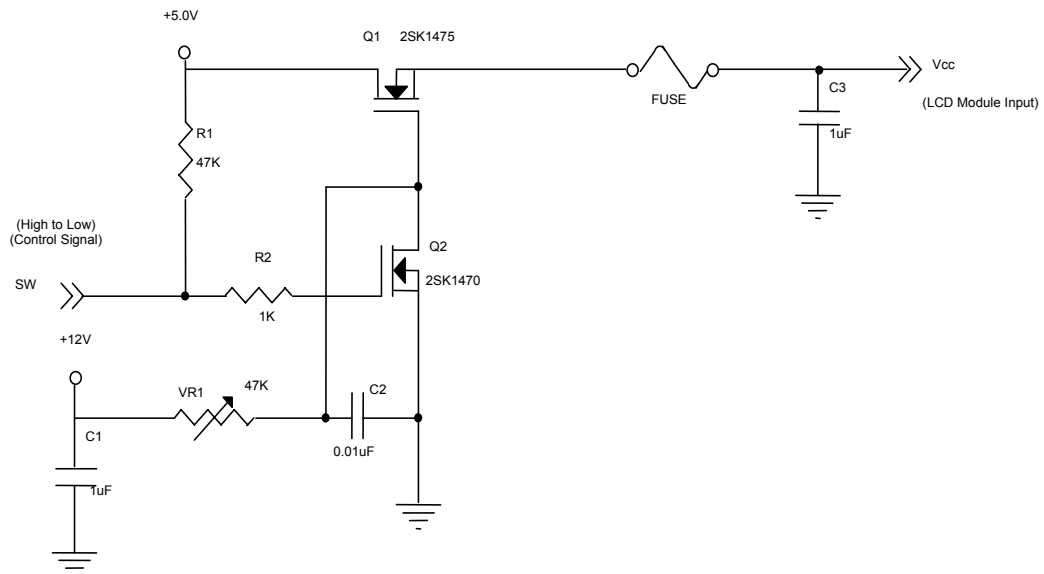 +5.0V
Q1 2SK1475
Vcc
FUSE
C3
(LCD Module Input)
1uF
R1
47K
(High to Low)
(Control Signal)
Q2
R2
2SK1470
SW
1K
+12V
47K
VR1
C2
C1
0.01uF
1uF